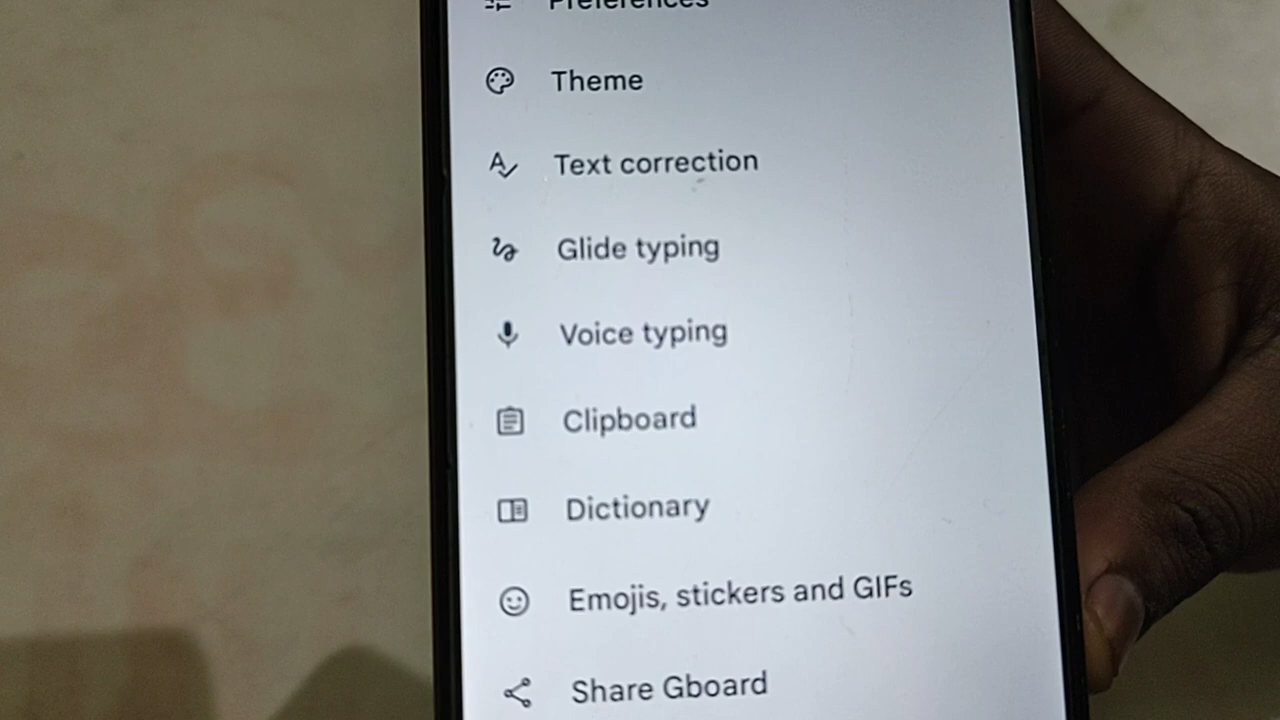 Preferences
Theme
Text correction
Glide typing
Voice typing
Clipboard
Dictionary
Emojis, stickers and GIFs
Share Gboard